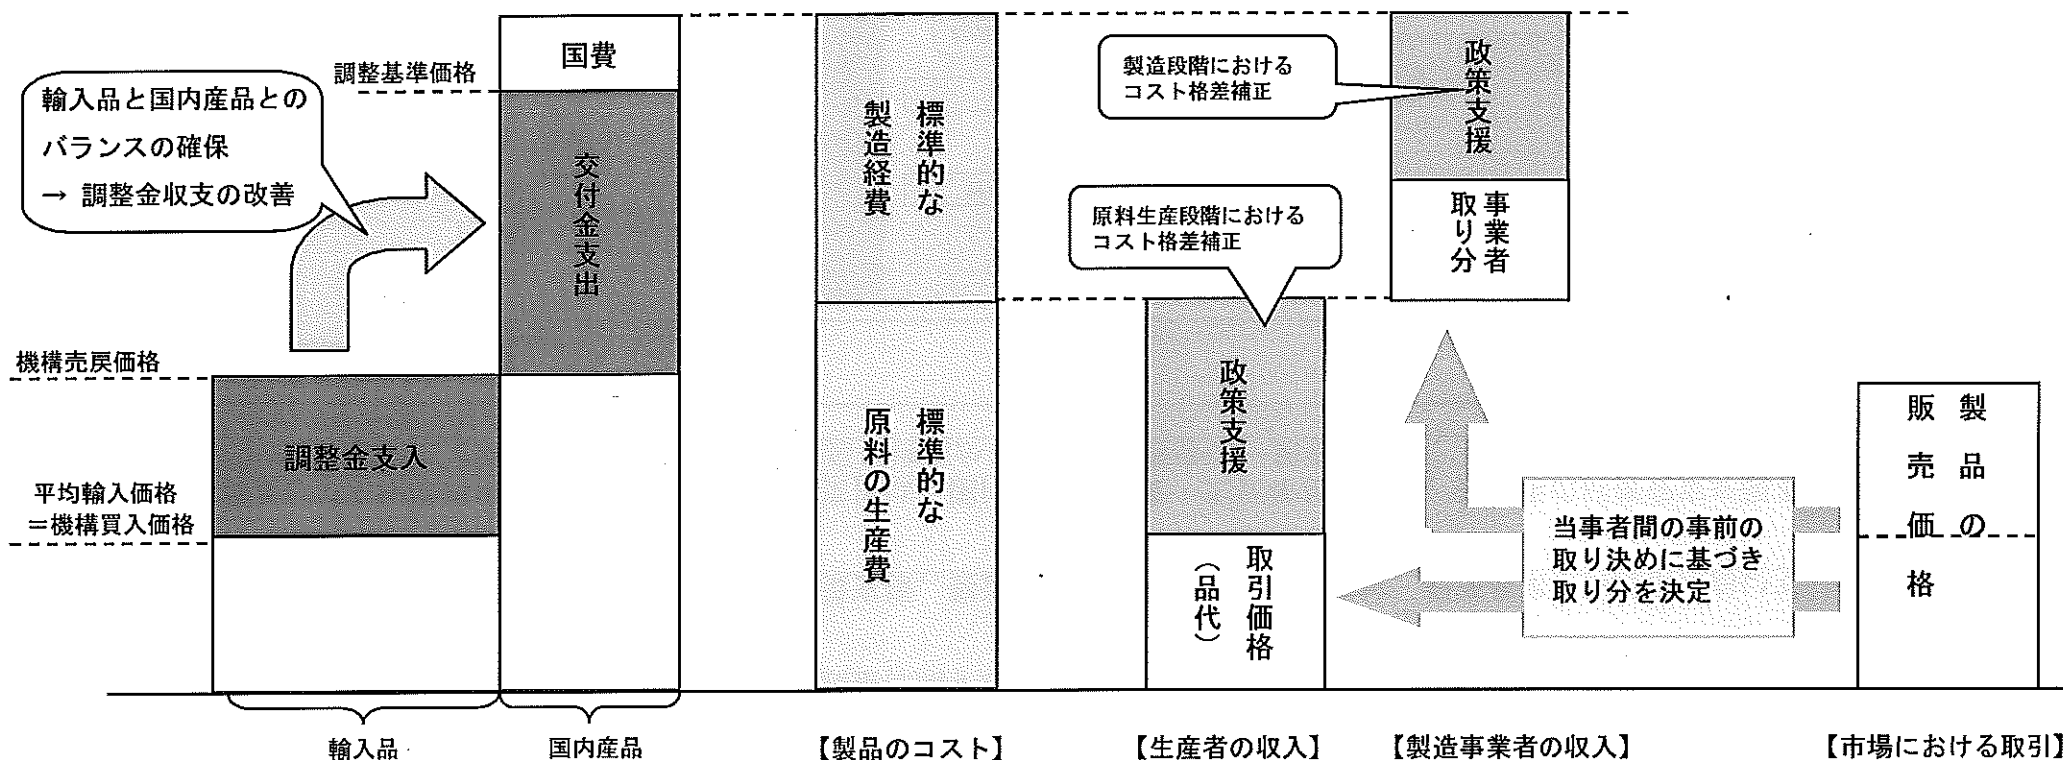 輸入品と国内産品との
バランスの確保
→ 調整金収支の改善
調整基準価格
機構売戻価格
平均輸入価格
＝機構買入価格
調整金支入
国費
交付金支出
標準的な
製造経費
標準的な
原料の生産費
製造段階における
コスト格差補正
原料生産段階における
コスト格差補正
政策支援
取引価格
（品代）
政策支援
事業者
取り分
当事者間の事前の
取り決めに基づき
取り分を決定
製品の
販売価格
輸入品
国内産品
【製品のコスト】
【生産者の収入】
【製造事業者の収入】
【市場における取引】